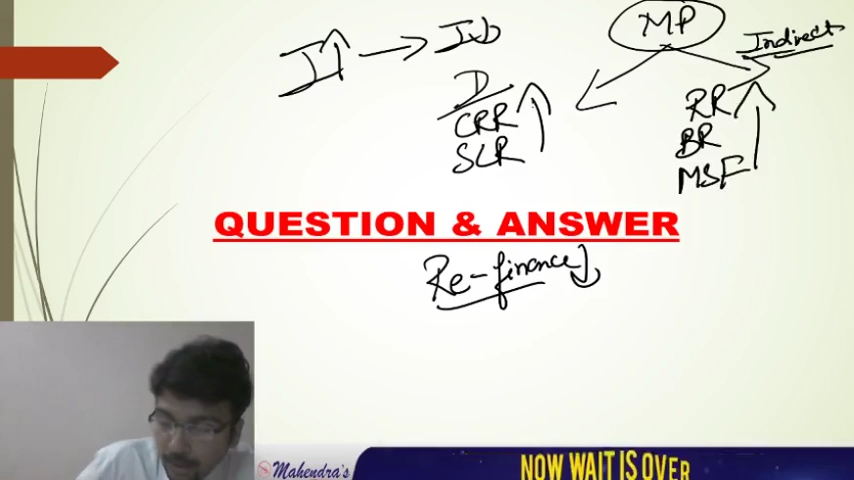 MP
Indirect
I → Inb
D
CRR
SLR
RR
BR
MSF
QUESTION & ANSWER
Re-finance
Mahendra's
NOW WAIT IS OVER